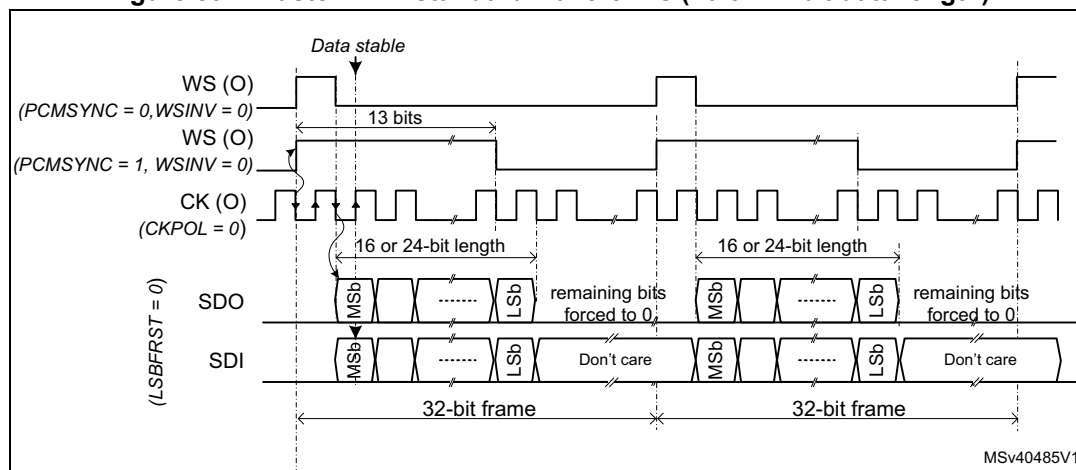 Data stable
WS (O)
(PCMSYNC = 0,WSINV = 0)
13 bits
WS (O)
(PCMSYNC = 1, WSINV = 0)
CK (O)
(CKPOL = 0)
16 or 24-bit length
16 or 24-bit length
(LSBFRST = 0)
SDO
MSb
LSb
remaining bits
forced to 0
MSb
LSb
remaining bits
forced to 0
SDI
MSb
LSb
Don't care
MSb
LSb
Don't care
32-bit frame
32-bit frame
MSv40485V1